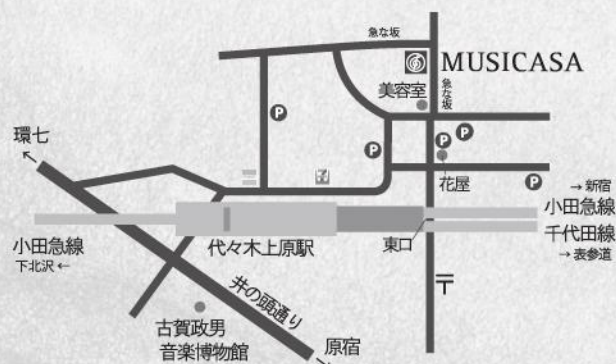 急な坂
MUSICASA
急な坂
美容室
環七
P
P
P
P
花屋
P
→新宿
小田急線
小田急線
千代田線
下北沢←
代々木上原駅
東口
→表参道
〒
井の頭通り
古賀政男
音楽博物館
原宿